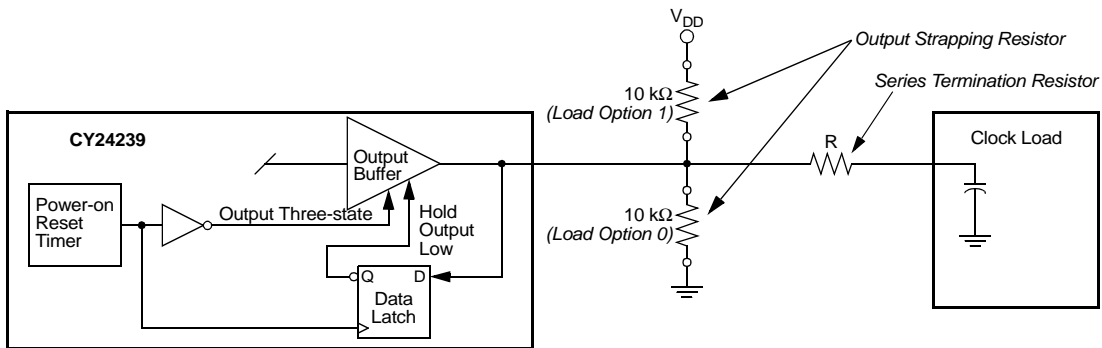 V_DD
Output Strapping Resistor
Series Termination Resistor
10 kΩ
(Load Option 1)
CY24239
Clock Load
R
Output
Buffer
Power-on
Reset
Timer
Output Three-state
Hold
Output
Low
10 kΩ
(Load Option 0)
Q D
Data
Latch